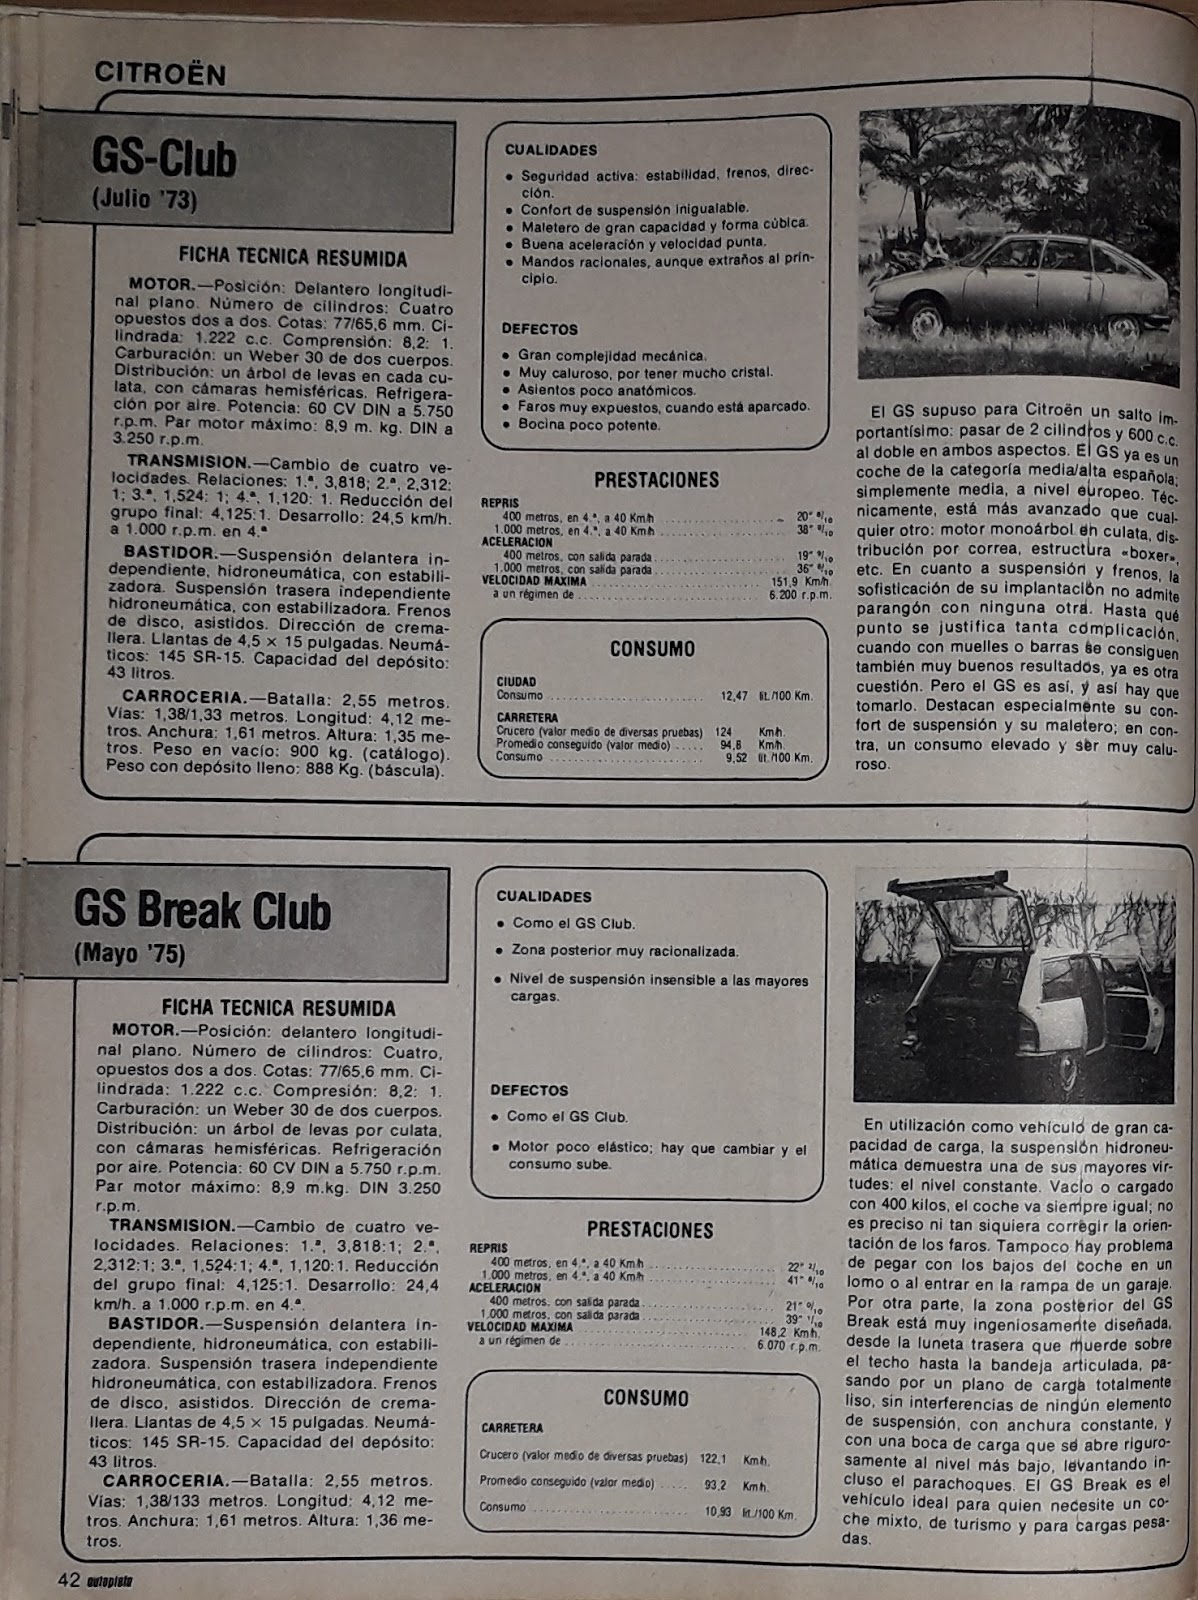 CITROËN
GS-Club
(Julio '73)
FICHA TECNICA RESUMIDA
MOTOR.—Posición: Delantero longitudi-
nal plano. Número de cilindros: Cuatro
opuestos dos a dos. Cotas: 77/65,6 mm. Ci-
lindrada: 1.222 c.c. Comprensión: 8,2: 1.
Carburación: un Weber 30 de dos cuerpos.
Distribución: un árbol de levas en cada cu-
lata, con cámaras hemisféricas. Refrigera-
ción por aire. Potencia: 60 CV DIN a 5.750
r.p.m. Par motor máximo: 8,9 m. kg. DIN a
3.250 r.p.m.
TRANSMISION.—Cambio de cuatro ve-
locidades. Relaciones: 1.ª, 3,818; 2.ª, 2,312:
1; 3.ª, 1,524: 1; 4.ª, 1,120: 1. Reducción del
grupo final: 4,125:1. Desarrollo: 24,5 km/h.
a 1.000 r.p.m. en 4.ª
BASTIDOR.—Suspensión delantera in-
dependiente, hidroneumática, con estabili-
zadora. Suspensión trasera independiente
hidroneumática, con estabilizadora. Frenos
de disco, asistidos. Dirección de crema-
llera. Llantas de 4,5 × 15 pulgadas. Neumá-
ticos: 145 SR-15. Capacidad del depósito:
43 litros.
CARROCERIA.—Batalla: 2,55 metros.
Vías: 1,38/1,33 metros. Longitud: 4,12 me-
tros. Anchura: 1,61 metros. Altura: 1,35 me-
tros. Peso en vacío: 900 kg. (catálogo).
Peso con depósito lleno: 888 Kg. (báscula).
CUALIDADES
• Seguridad activa: estabilidad, frenos, direc-
ción.
• Confort de suspensión inigualable.
• Maletero de gran capacidad y forma cúbica.
• Buena aceleración y velocidad punta.
• Mandos racionales, aunque extraños al prin-
cipio.
DEFECTOS
• Gran complejidad mecánica.
• Muy caluroso, por tener mucho cristal.
• Asientos poco anatómicos.
• Faros muy expuestos, cuando está aparcado.
• Bocina poco potente.
PRESTACIONES
REPRIS
400 metros, en 4.ª, a 40 Km/h 20" /10
1.000 metros, en 4.ª, a 40 Km/h 38" /10
ACELERACION
400 metros, con salida parada 19" /10
1.000 metros, con salida parada 36" /10
VELOCIDAD MAXIMA 151,9 Km/h.
a un régimen de 6.200 r.p.m.
CONSUMO
CIUDAD
Consumo 12,47 lit./100 Km.
CARRETERA
Crucero (valor medio de diversas pruebas) 124 Km/h.
Promedio conseguido (valor medio) 94,8 Km/h.
Consumo 9,52 lit./100 Km.
El GS supuso para Citroën un salto im-
portantísimo: pasar de 2 cilindros y 600 c.c.
al doble en ambos aspectos. El GS ya es un
coche de la categoría media/alta española;
simplemente media, a nivel europeo. Téc-
nicamente, está más avanzado que cual-
quier otro: motor monoárbol en culata, dis-
tribución por correa, estructura «boxer»,
etc. En cuanto a suspensión y frenos, la
sofisticación de su implantación no admite
parangón con ninguna otra. Hasta qué
punto se justifica tanta complicación,
cuando con muelles o barras se consiguen
también muy buenos resultados, ya es otra
cuestión. Pero el GS es así, y así hay que
tomarlo. Destacan especialmente su con-
fort de suspensión y su maletero; en con-
tra, un consumo elevado y ser muy calu-
roso.
GS Break Club
(Mayo '75)
FICHA TECNICA RESUMIDA
MOTOR.—Posición: delantero longitudi-
nal plano. Número de cilindros: Cuatro,
opuestos dos a dos. Cotas: 77/65,6 mm. Ci-
lindrada: 1.222 c.c. Compresión: 8,2: 1.
Carburación: un Weber 30 de dos cuerpos.
Distribución: un árbol de levas por culata,
con cámaras hemisféricas. Refrigeración
por aire. Potencia: 60 CV DIN a 5.750 r.p.m.
Par motor máximo: 8,9 m.kg. DIN 3.250
r.p.m.
TRANSMISION.—Cambio de cuatro ve-
locidades. Relaciones: 1.ª, 3,818:1; 2.ª,
2,312:1; 3.ª, 1,524:1; 4.ª, 1,120:1. Reducción
del grupo final: 4,125:1. Desarrollo: 24,4
km/h. a 1.000 r.p.m. en 4.ª.
BASTIDOR.—Suspensión delantera in-
dependiente, hidroneumática, con estabili-
zadora. Suspensión trasera independiente
hidroneumática, con estabilizadora. Frenos
de disco, asistidos. Dirección de crema-
llera. Llantas de 4,5 × 15 pulgadas. Neumá-
ticos: 145 SR-15. Capacidad del depósito:
43 litros.
CARROCERIA.—Batalla: 2,55 metros.
Vías: 1,38/133 metros. Longitud: 4,12 me-
tros. Anchura: 1,61 metros. Altura: 1,36 me-
tros.
CUALIDADES
• Como el GS Club.
• Zona posterior muy racionalizada.
• Nivel de suspensión insensible a las mayores
cargas.
DEFECTOS
• Como el GS Club.
• Motor poco elástico; hay que cambiar y el
consumo sube.
PRESTACIONES
REPRIS
400 metros, en 4.ª, a 40 Km/h 22" 2/10
1.000 metros, en 4.ª, a 40 Km/h 41" /10
ACELERACION
400 metros, con salida parada 21" /10
1.000 metros, con salida parada 39" /10
VELOCIDAD MAXIMA 148,2 Km/h.
a un régimen de 6.070 r.p.m.
CONSUMO
CARRETERA
Crucero (valor medio de diversas pruebas) 122,1 Km/h.
Promedio conseguido (valor medio) 93,2 Km/h.
Consumo 10,93 lit./100 Km.
En utilización como vehículo de gran ca-
pacidad de carga, la suspensión hidroneu-
mática demuestra una de sus mayores vir-
tudes: el nivel constante. Vacío o cargado
con 400 kilos, el coche va siempre igual; no
es preciso ni tan siquiera corregir la orien-
tación de los faros. Tampoco hay problema
de pegar con los bajos del coche en un
lomo o al entrar en la rampa de un garaje.
Por otra parte, la zona posterior del GS
Break está muy ingeniosamente diseñada,
desde la luneta trasera que muerde sobre
el techo hasta la bandeja articulada, pa-
sando por un plano de carga totalmente
liso, sin interferencias de ningún elemento
de suspensión, con anchura constante, y
con una boca de carga que se abre riguro-
samente al nivel más bajo, levantando in-
cluso el parachoques. El GS Break es el
vehículo ideal para quien necesite un co-
che mixto, de turismo y para cargas pesa-
das.
42 autopista